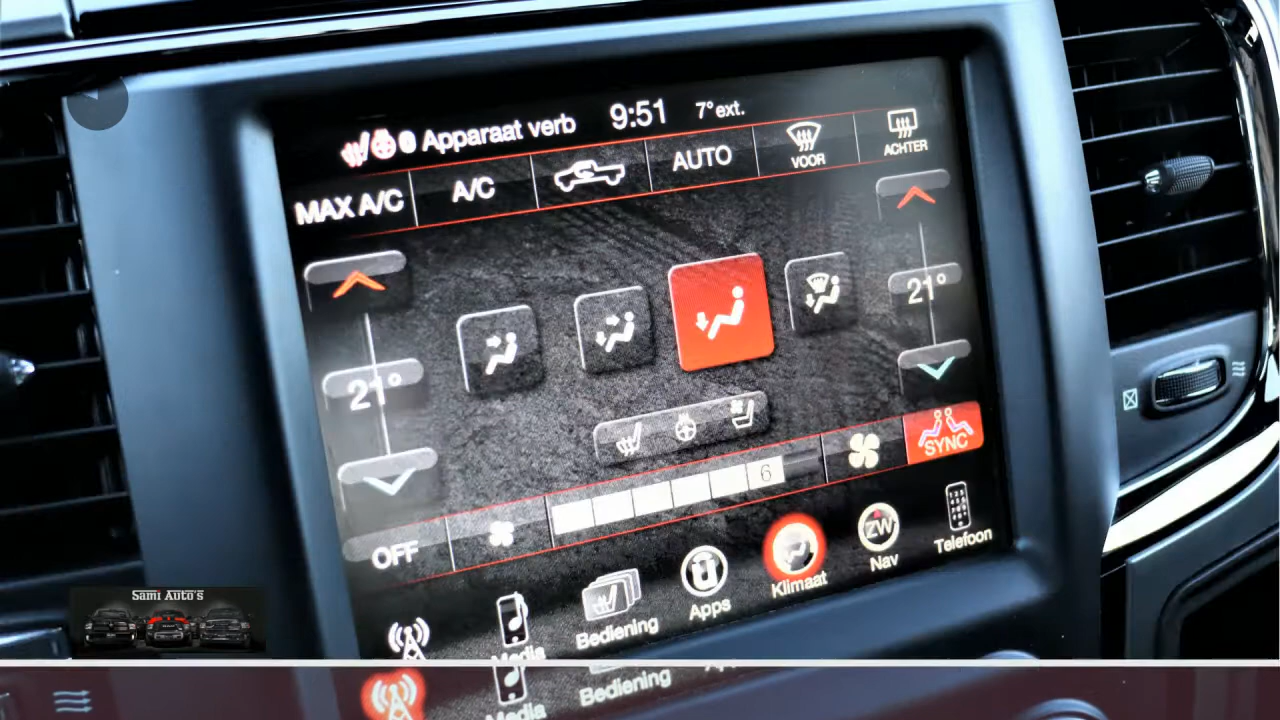 Apparaat verb 9:51 7° ext.
MAX A/C A/C AUTO VOOR ACHTER
21° 21°
6
OFF SYNC
Media Bediening Apps Klimaat ZW Nav Telefoon
Sami Auto's
Media Bediening